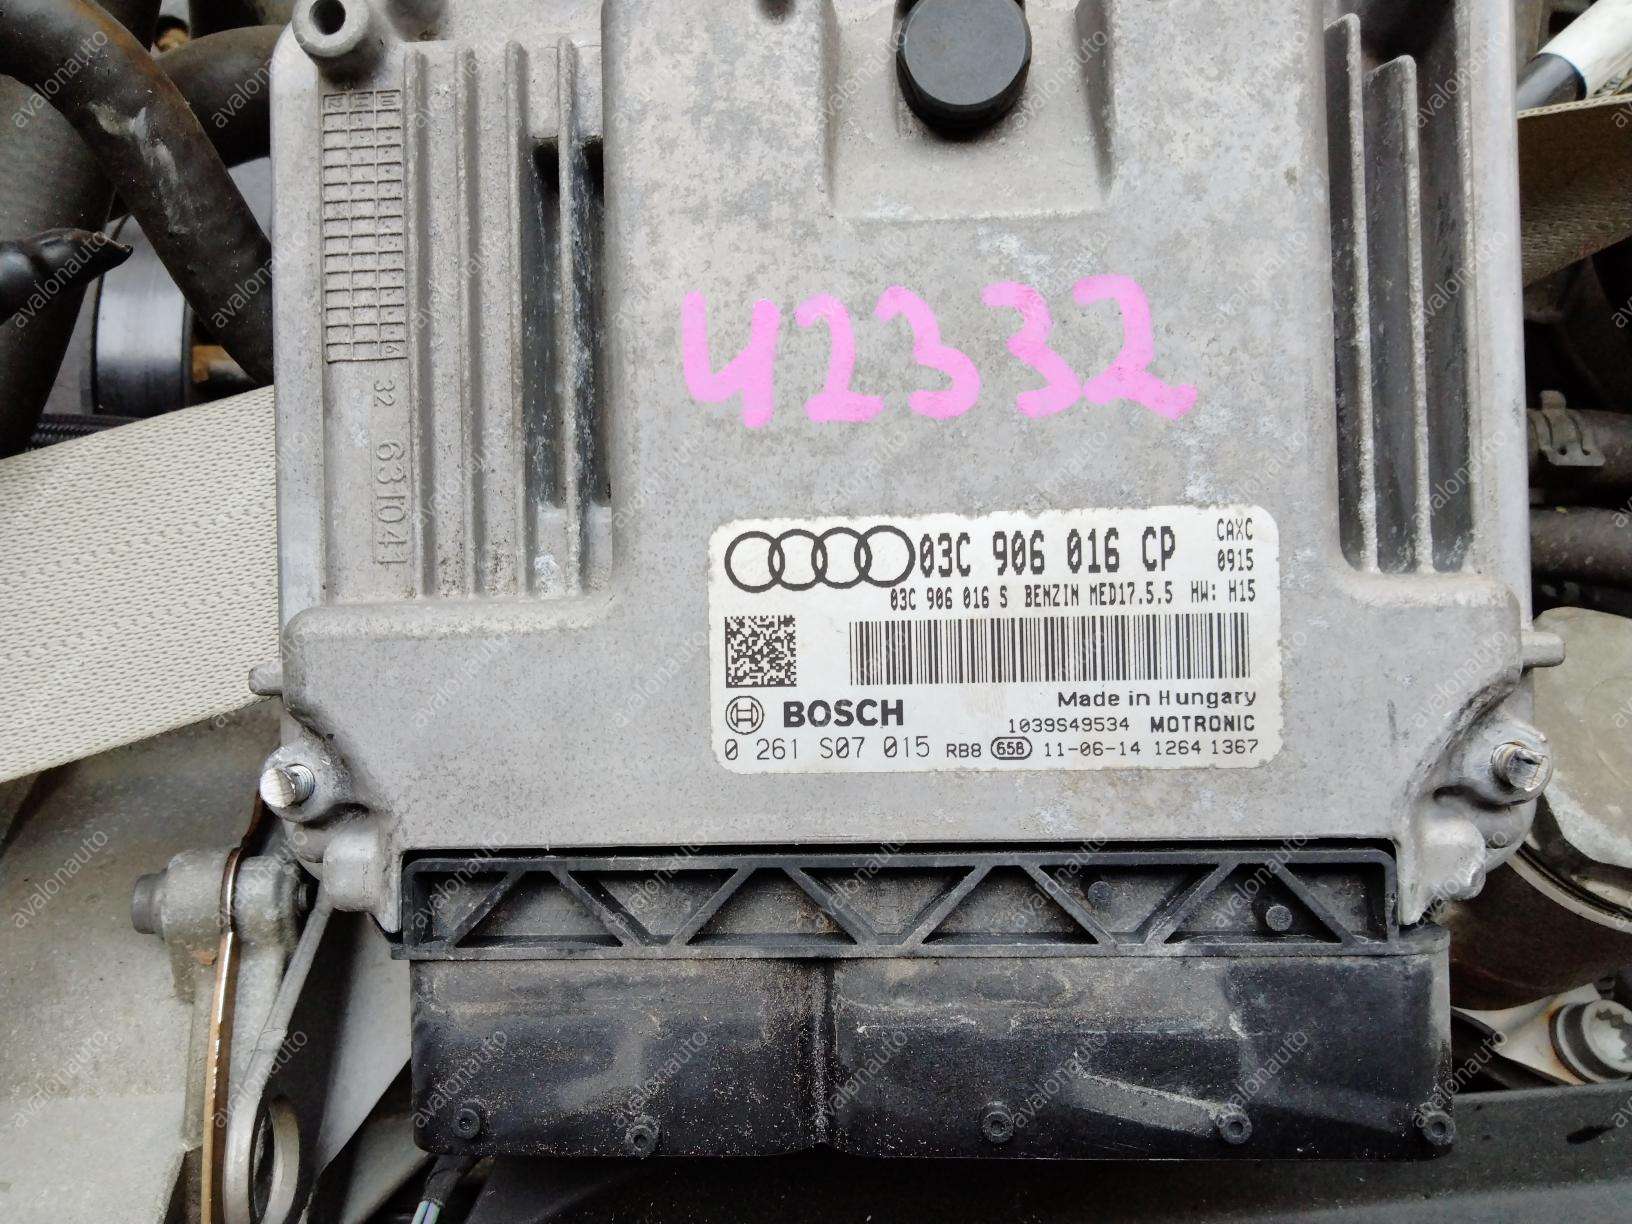 42332
32 631041
03C 906 016 CP
CAXC
0915
03C 906 016 S BENZIN MED17.5.5 HW: H15
Made in Hungary
BOSCH
1039S49534 MOTRONIC
0 261 S07 015 RB8 658 11-06-14 1264 1367
avalonauto